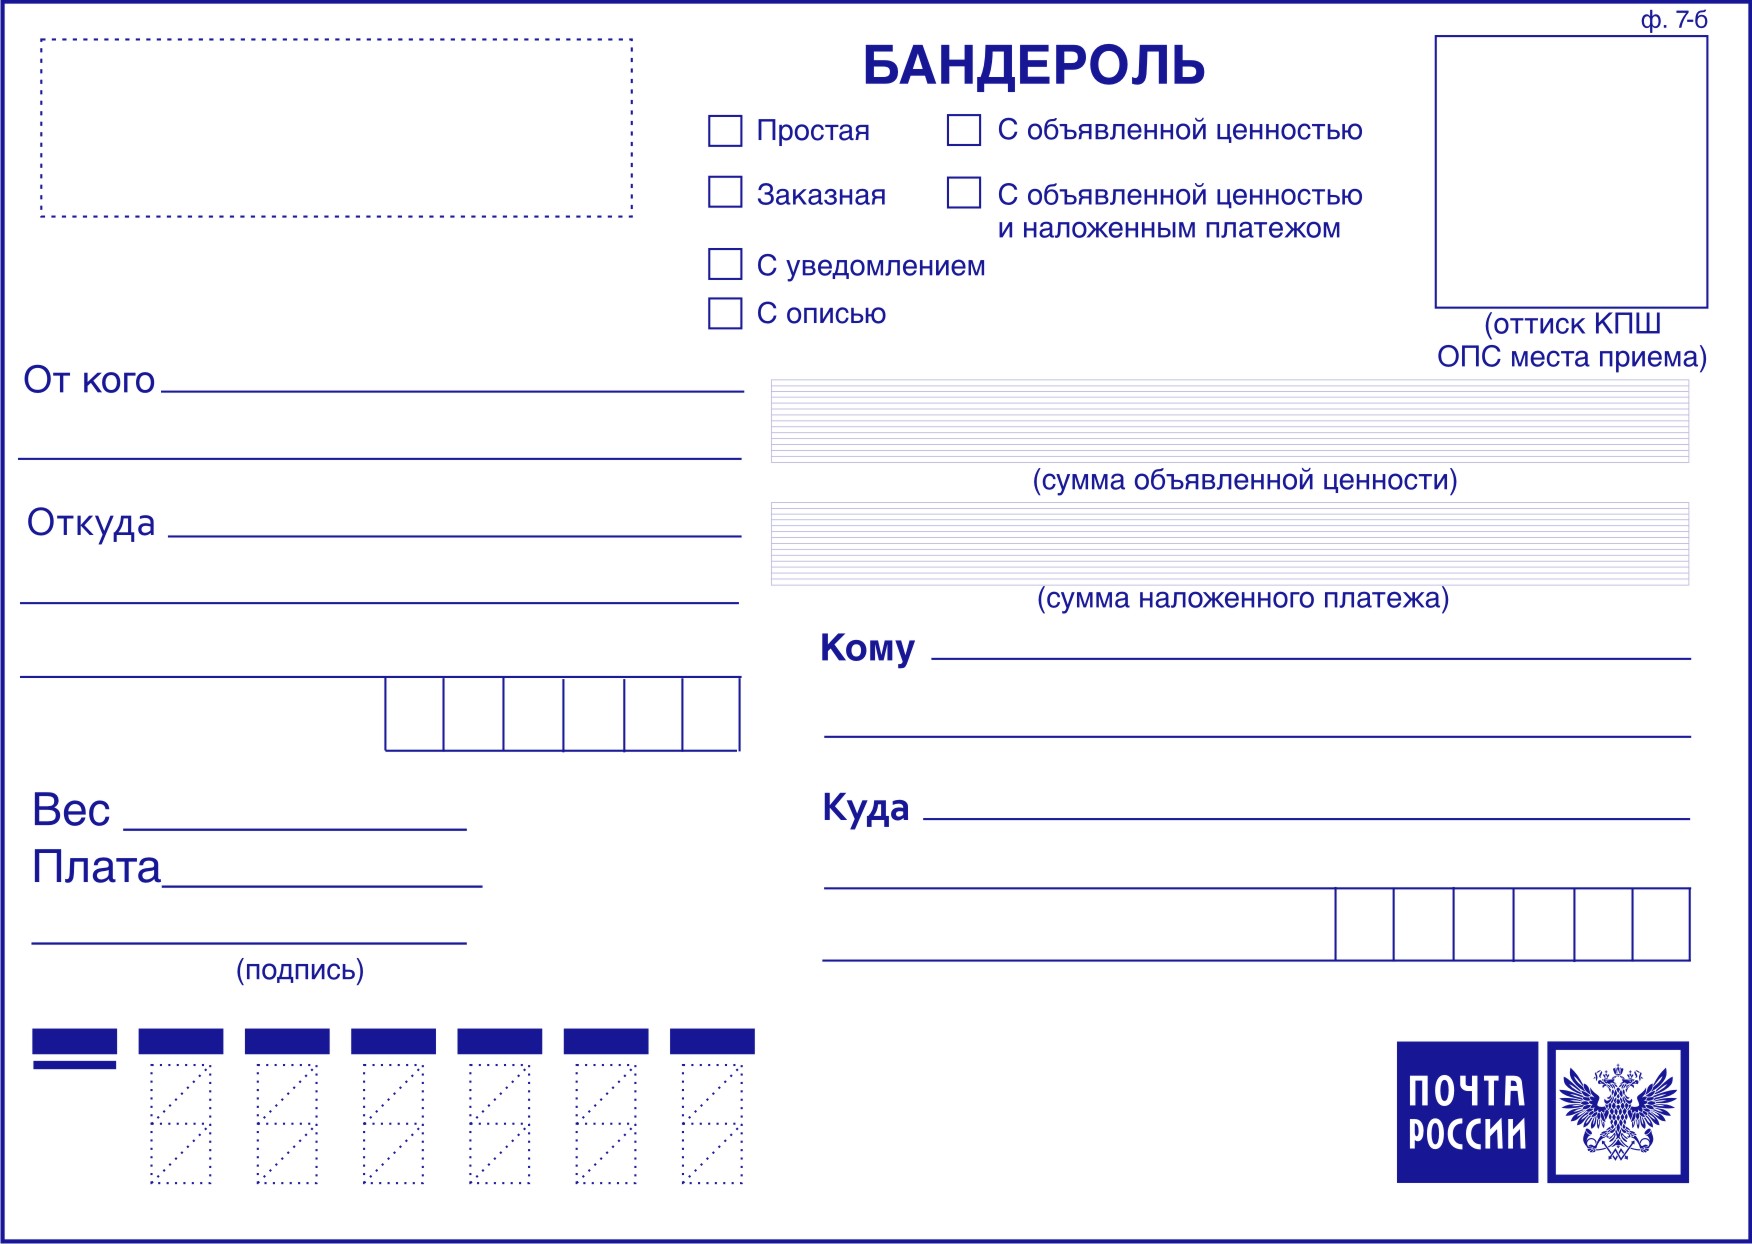 ф. 7-б
БАНДЕРОЛЬ
Простая
С объявленной ценностью
Заказная
С объявленной ценностью
и наложенным платежом
С уведомлением
С описью
(оттиск КПШ
ОПС места приема)
От кого
(сумма объявленной ценности)
Откуда
(сумма наложенного платежа)
Кому
Вес
Куда
Плата
(подпись)
ПОЧТА
РОССИИ